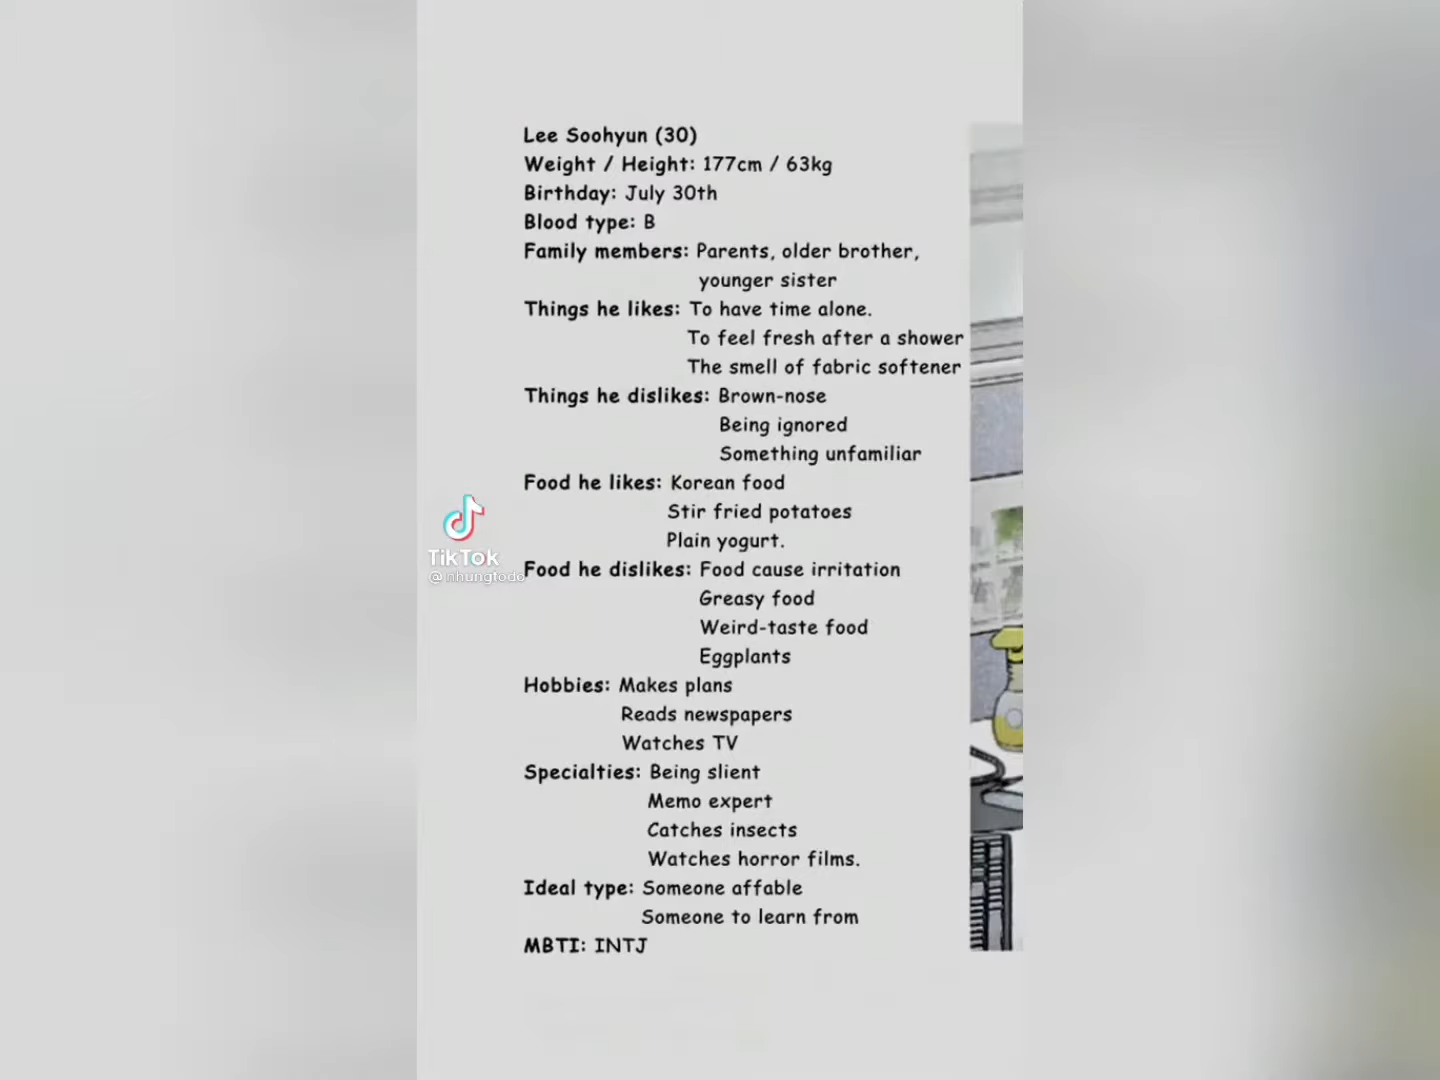 Lee Soohyun (30)
Weight / Height: 177cm / 63kg
Birthday: July 30th
Blood type: B
Family members: Parents, older brother,
younger sister
Things he likes: To have time alone.
To feel fresh after a shower
The smell of fabric softener
Things he dislikes: Brown-nose
Being ignored
Something unfamiliar
Food he likes: Korean food
Stir fried potatoes
Plain yogurt.
Food he dislikes: Food cause irritation
Greasy food
Weird-taste food
Eggplants
Hobbies: Makes plans
Reads newspapers
Watches TV
Specialties: Being slient
Memo expert
Catches insects
Watches horror films.
Ideal type: Someone affable
Someone to learn from
MBTI: INTJ
TikTok
@nhungtodo